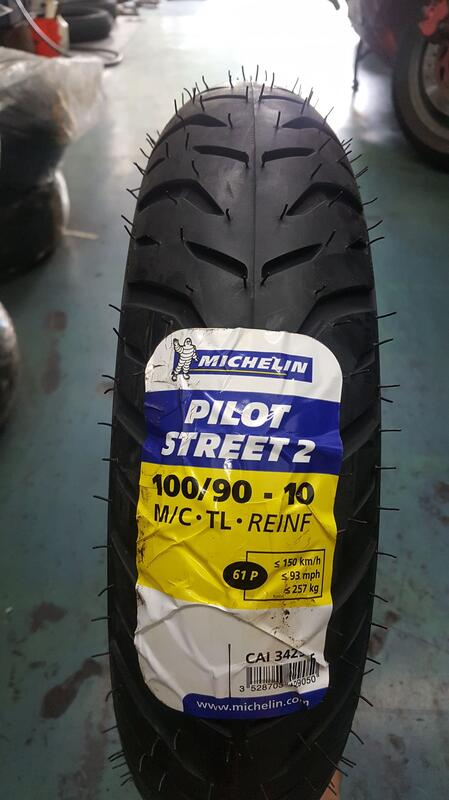 MICHELIN
PILOT
STREET 2
100/90 - 10
M/C • TL • REINF
61 P
≤ 150 km/h
≤ 93 mph
≤ 257 kg
CAI
www.michelin.com